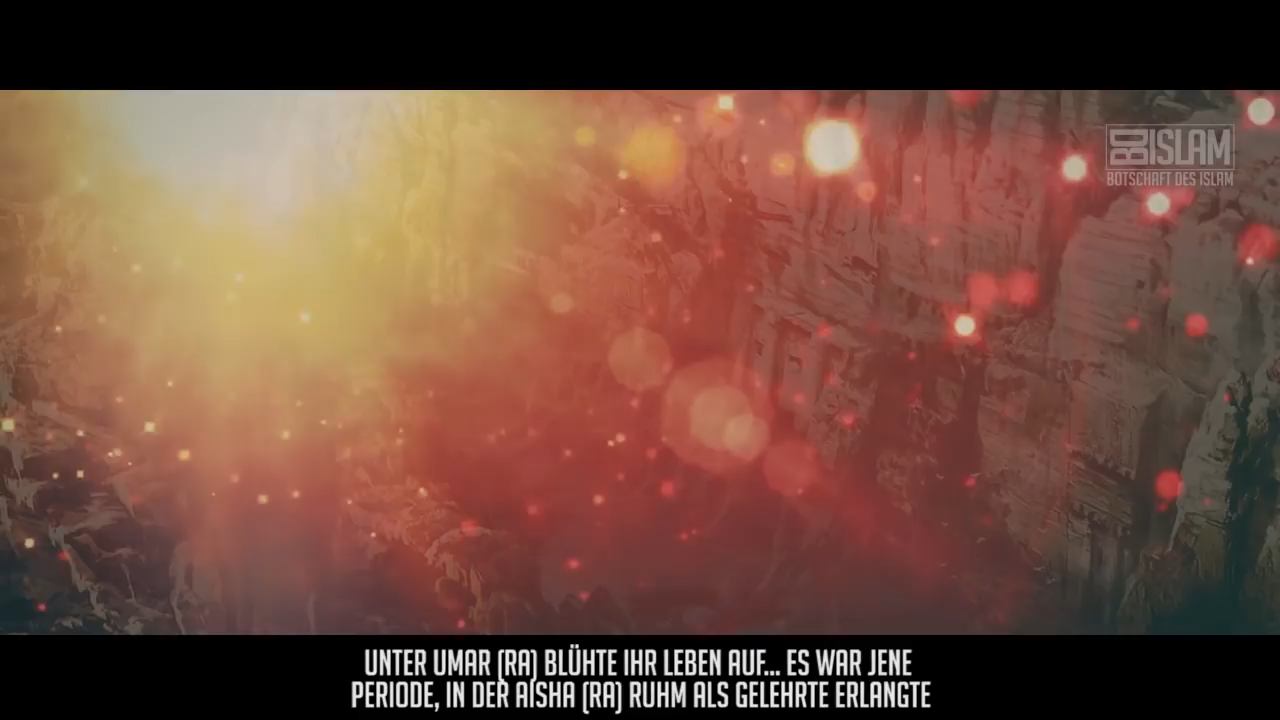 BDISLAM
BOTSCHAFT DES ISLAM
UNTER UMAR (RA) BLÜHTE IHR LEBEN AUF... ES WAR JENE
PERIODE, IN DER AISHA (RA) RUHM ALS GELEHRTE ERLANGTE